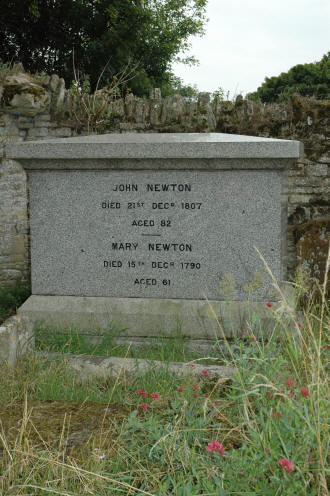 JOHN NEWTON
DIED 21ST DECR 1807
AGED 82
MARY NEWTON
DIED 15TH DECR 1790
AGED 61